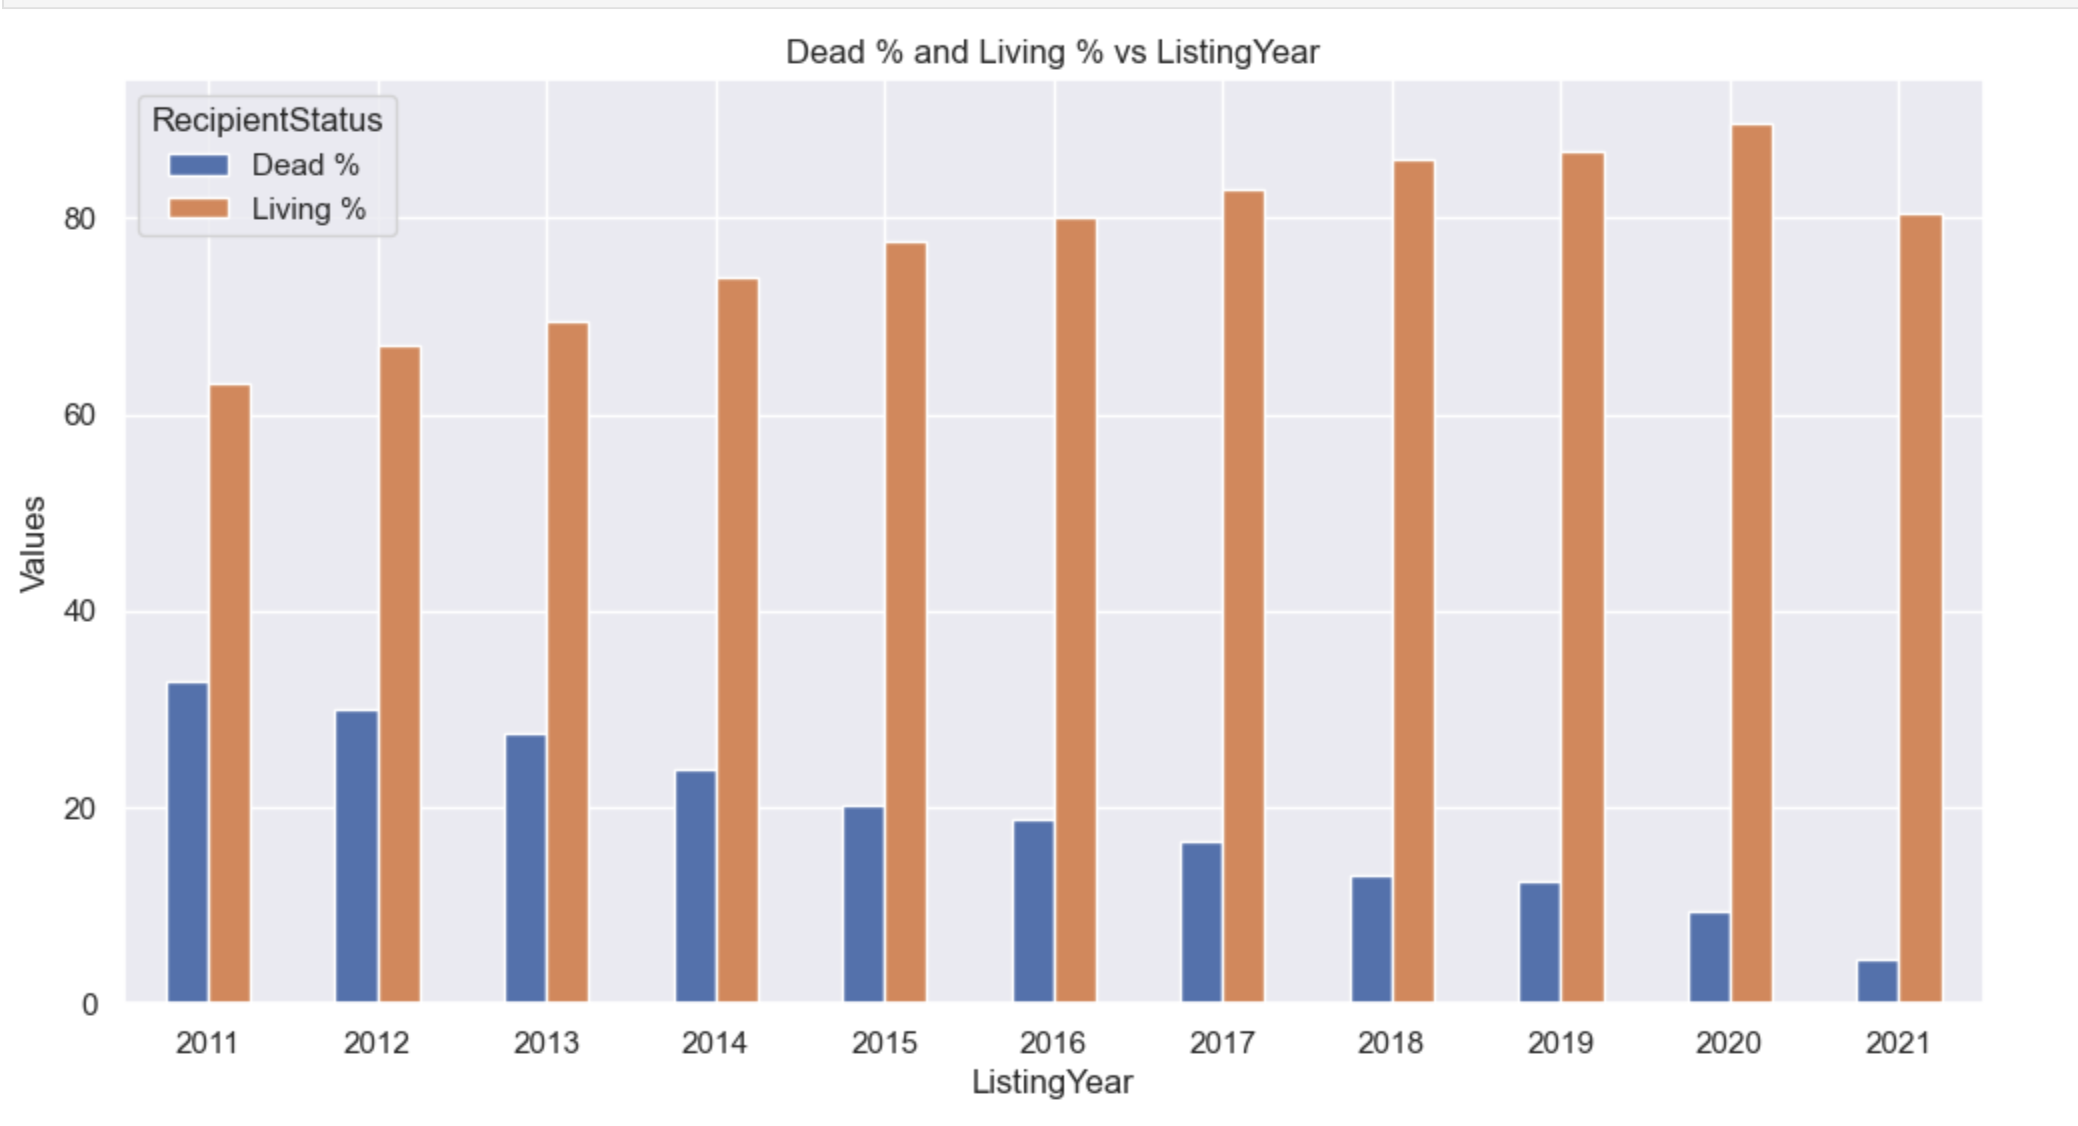 Dead % and Living % vs ListingYear
RecipientStatus
Dead %
Living %
80
60
40
20
0
Values
2011 2012 2013 2014 2015 2016 2017 2018 2019 2020 2021
ListingYear